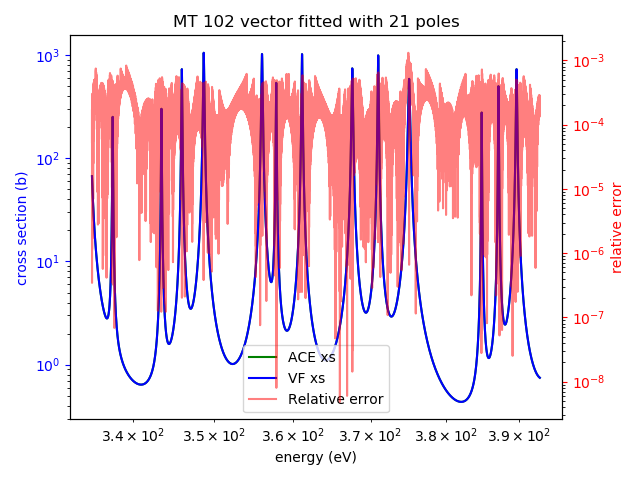 MT 102 vector fitted with 21 poles
cross section (b)
10³
10²
10¹
10⁰
relative error
10⁻³
10⁻⁴
10⁻⁵
10⁻⁶
10⁻⁷
10⁻⁸
ACE xs
VF xs
Relative error
3.4 × 10² 3.5 × 10² 3.6 × 10² 3.7 × 10² 3.8 × 10² 3.9 × 10²
energy (eV)